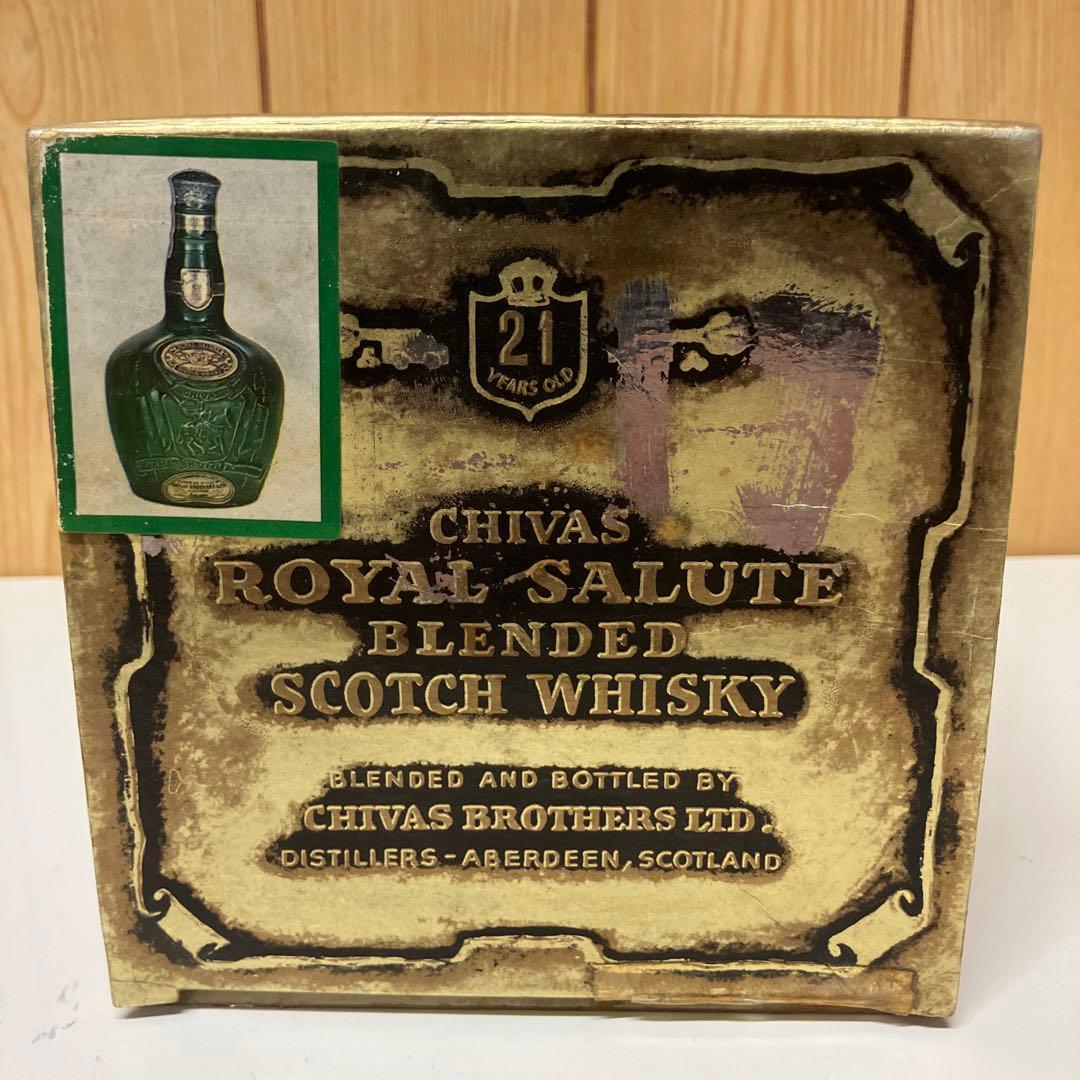 21
YEARS OLD
CHIVAS
ROYAL SALUTE
BLENDED
SCOTCH WHISKY
BLENDED AND BOTTLED BY
CHIVAS BROTHERS LTD.
DISTILLERS-ABERDEEN, SCOTLAND
CHIVAS